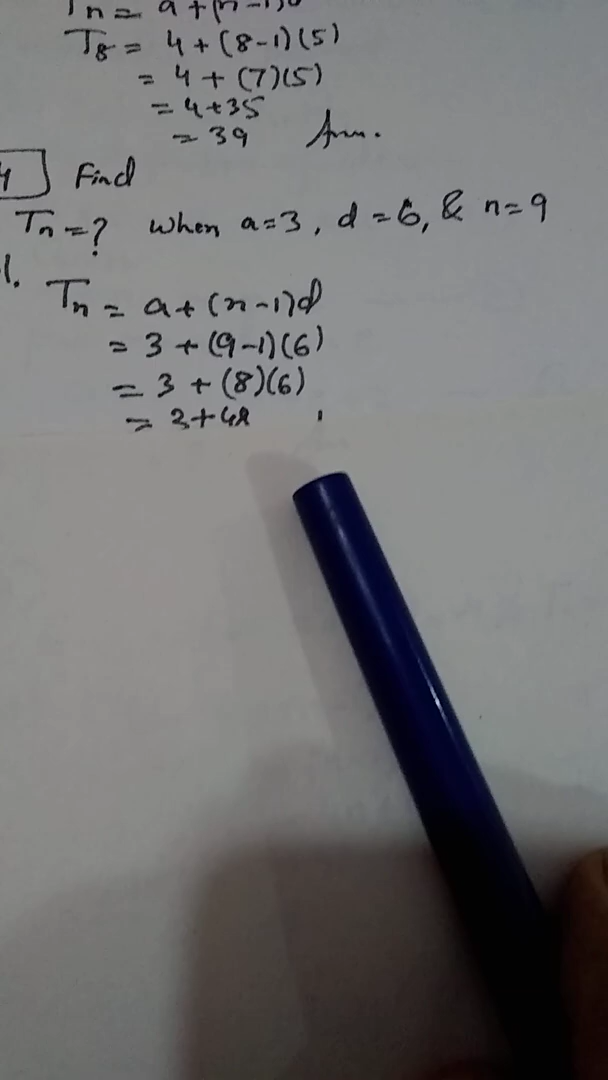 Tn = a+(n-1)d
T8 = 4+(8-1)(5)
= 4+(7)(5)
= 4+35
= 39 Ans.
4 Find
Tn=? when a=3, d=6, & n=9
l.
Tn = a+(n-1)d
= 3+(9-1)(6)
= 3+(8)(6)
= 3+48